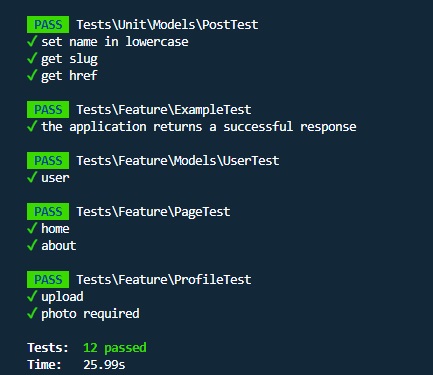 PASS Tests\Unit\Models\PostTest
✓ set name in lowercase
✓ get slug
✓ get href
PASS Tests\Feature\ExampleTest
✓ the application returns a successful response
PASS Tests\Feature\Models\UserTest
✓ user
PASS Tests\Feature\PageTest
✓ home
✓ about
PASS Tests\Feature\ProfileTest
✓ upload
✓ photo required
Tests: 12 passed
Time: 25.99s